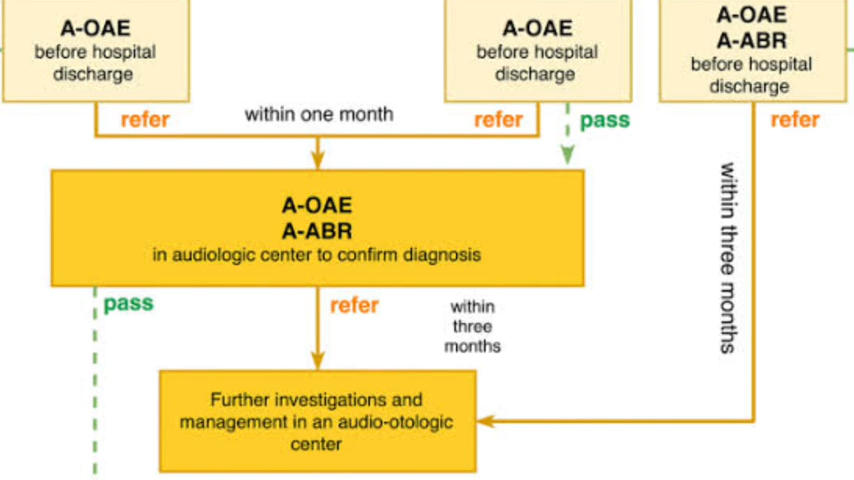 A-OAE
before hospital
discharge
A-OAE
before hospital
discharge
A-OAE
A-ABR
before hospital
discharge
refer
within one month
refer
pass
refer
A-OAE
A-ABR
in audiologic center to confirm diagnosis
within three months
pass
refer
within
three
months
Further investigations and
management in an audio-otologic
center